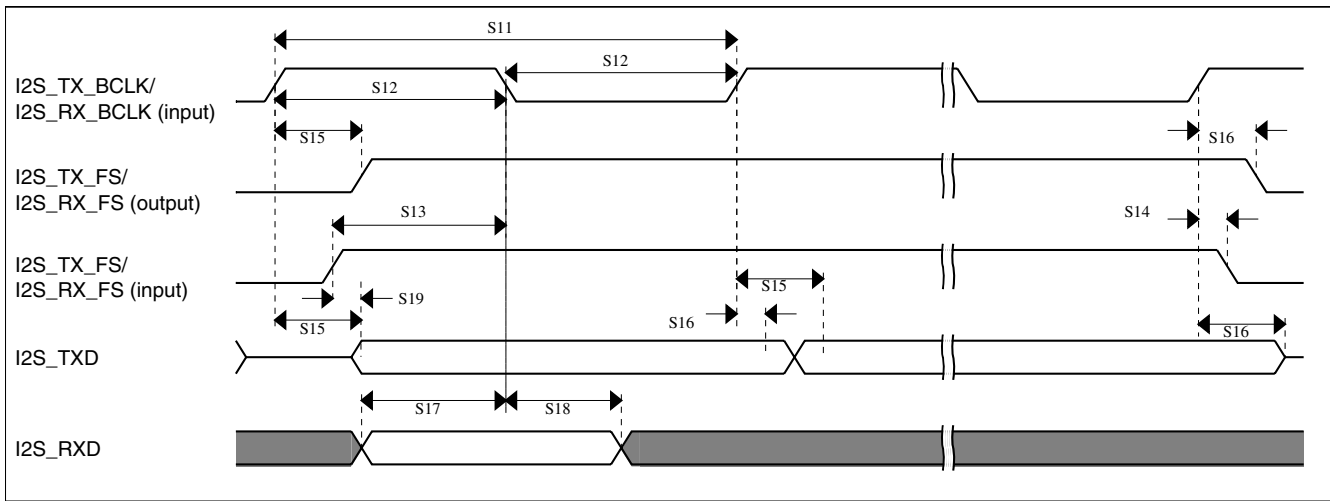 S11
I2S_TX_BCLK/
I2S_RX_BCLK (input)
S12
S12
S15
S16
I2S_TX_FS/
I2S_RX_FS (output)
S13
S14
I2S_TX_FS/
I2S_RX_FS (input)
S15
S19
S16
S15
S16
I2S_TXD
S17
S18
I2S_RXD